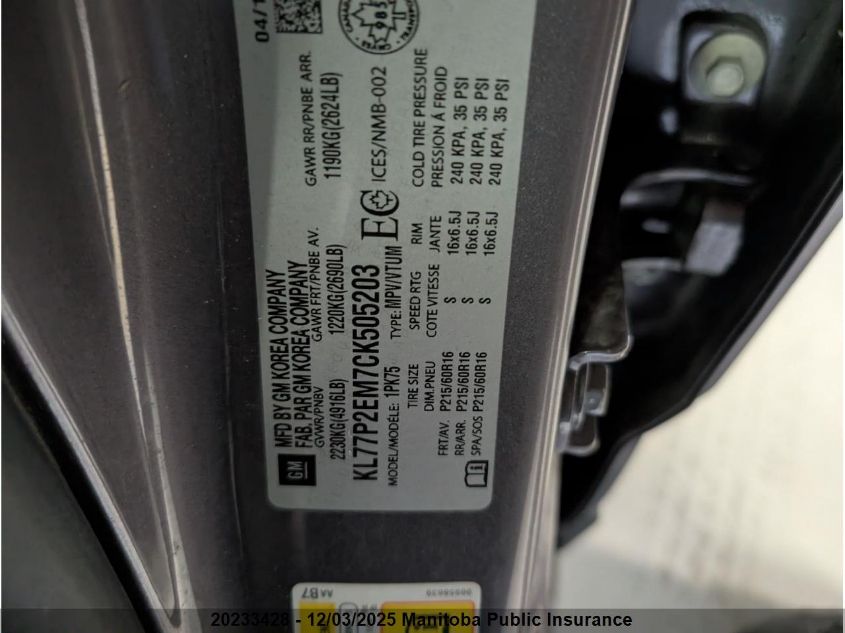 04/1
MFD BY GM KOREA COMPANY
FAB. PAR GM KOREA COMPANY
GM
GVWR/PNBV GAWR FRT/PNBE AV. GAWR RR/PNBE ARR.
2230KG(4916LB) 1220KG(2690LB) 1190KG(2624LB)
KL77P2EM7CK505203
ICES/NMB-002
MODEL/MODÈLE: 1PK75 TYPE:MPV/VTUM
TIRE SIZE SPEED RTG RIM COLD TIRE PRESSURE
DIM.PNEU COTE VITESSE JANTE PRESSION À FROID
FRT/AV. P215/60R16 S 16x6.5J 240 KPA, 35 PSI
RR/ARR. P215/60R16 S 16x6.5J 240 KPA, 35 PSI
SPA/SOS P215/60R16 S 16x6.5J 240 KPA, 35 PSI
AA B7
00058630
20233428 - 12/03/2025 Manitoba Public Insurance